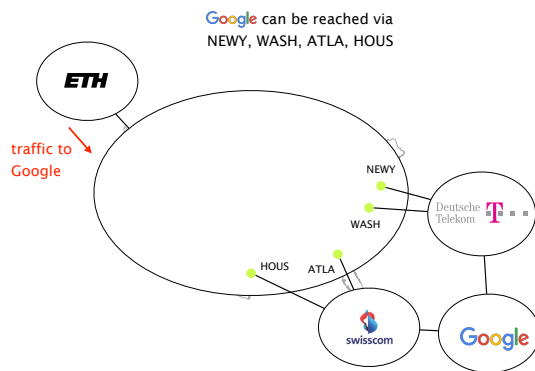 Google can be reached via
NEWY, WASH, ATLA, HOUS
ETH
traffic to
Google
NEWY
WASH
Deutsche
Telekom
T
HOUS
ATLA
swisscom
Google